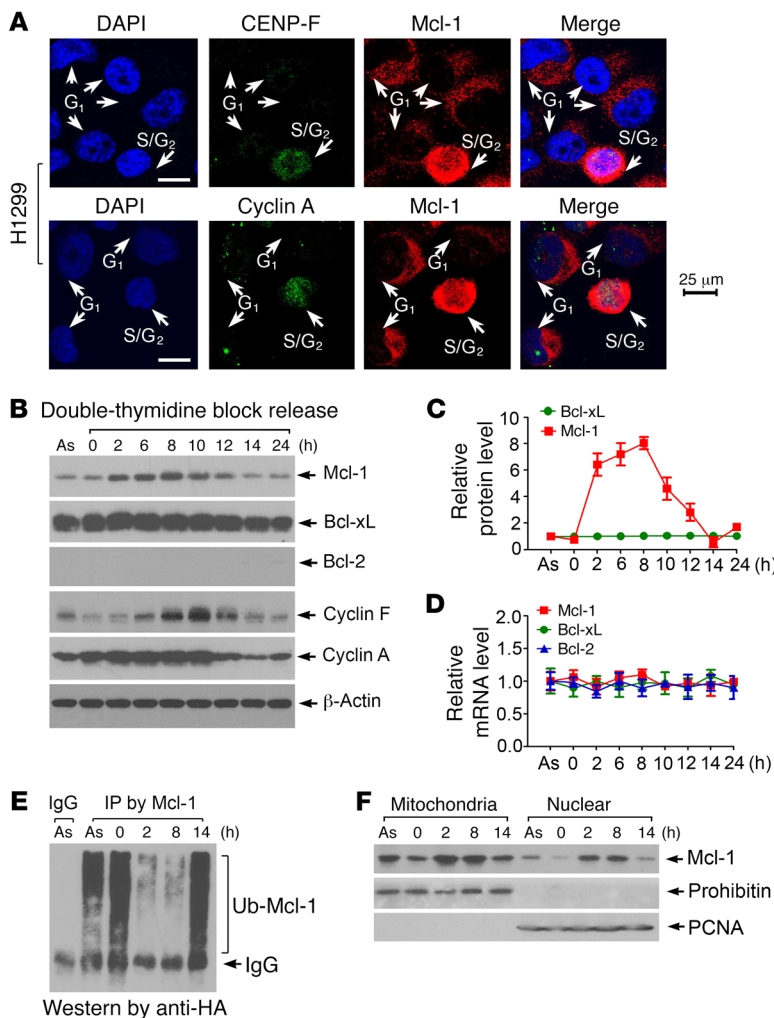 A
DAPI CENP-F Mcl-1 Merge
G1 G1 G1
S/G2 S/G2 S/G2
H1299
DAPI Cyclin A Mcl-1 Merge
G1 G1 G1
G1 G1 G1
S/G2 S/G2 S/G2
25 μm
B Double-thymidine block release
As 0 2 6 8 10 12 14 24 (h)
Mcl-1
Bcl-xL
Bcl-2
Cyclin F
Cyclin A
β-Actin
C
Bcl-xL
Mcl-1
Relative protein level
10
8
6
4
2
0
As 0 2 6 8 10 12 14 24 (h)
D
Mcl-1
Bcl-xL
Bcl-2
Relative mRNA level
2.0
1.5
1.0
0.5
0.0
As 0 2 6 8 10 12 14 24 (h)
E
IgG IP by Mcl-1
As As 0 2 8 14 (h)
Ub-Mcl-1
IgG
Western by anti-HA
F
Mitochondria Nuclear
As 0 2 8 14 As 0 2 8 14 (h)
Mcl-1
Prohibitin
PCNA